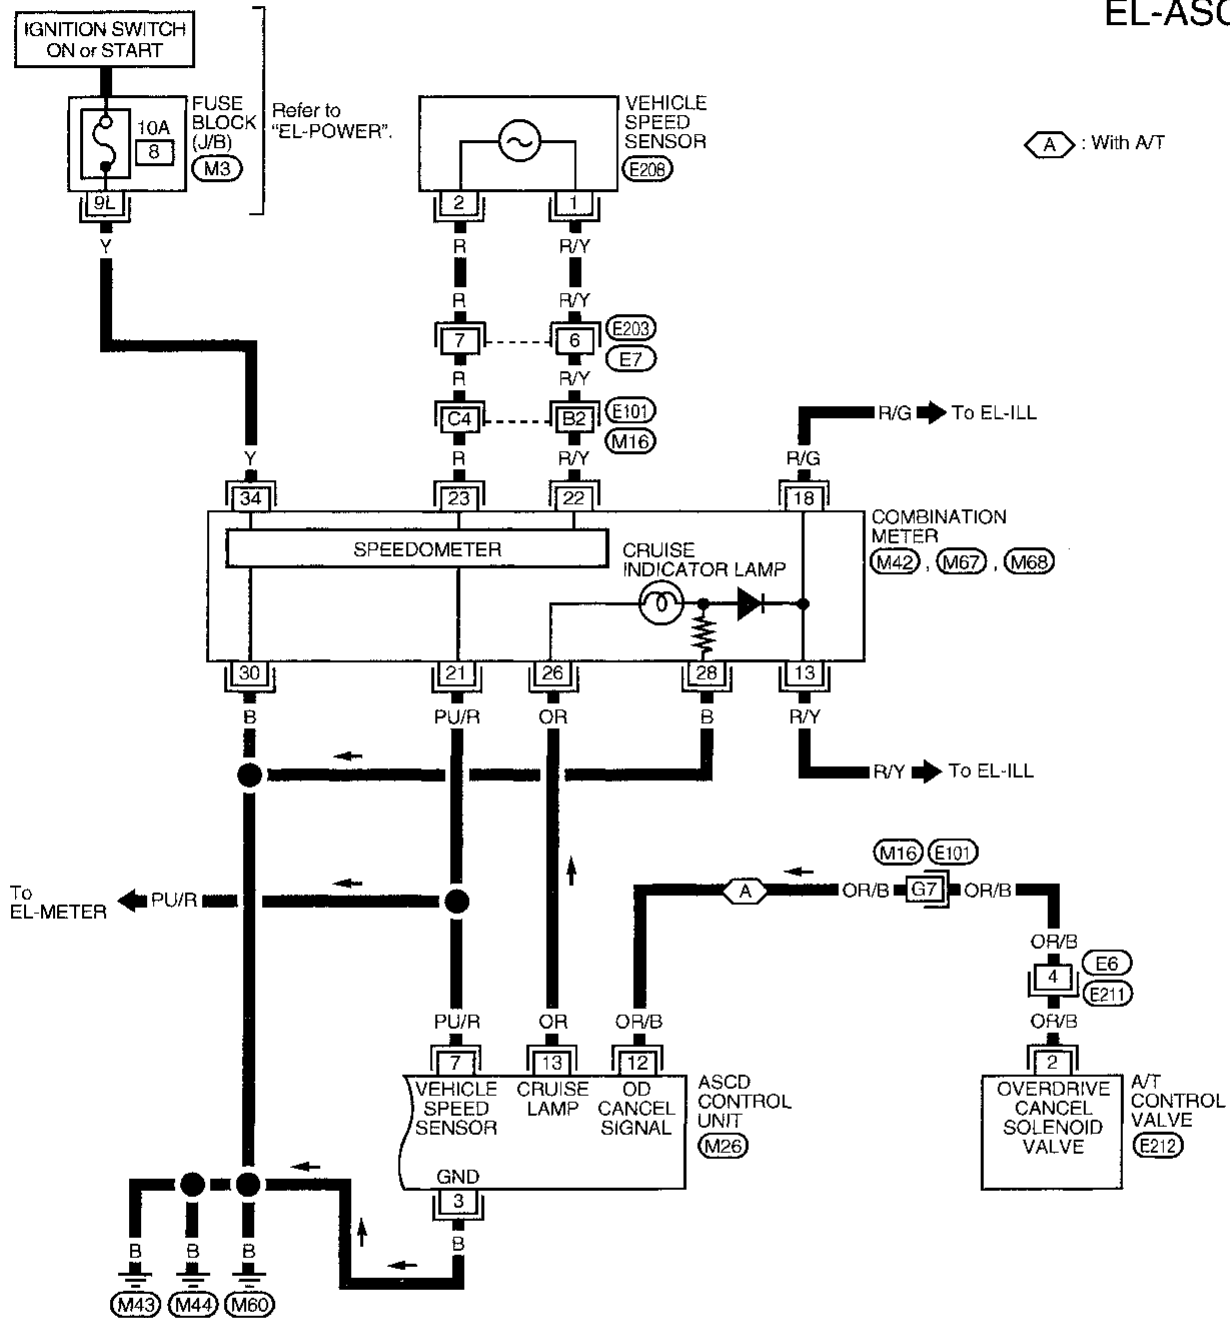 EL-ASC
IGNITION SWITCH
ON or START
FUSE
BLOCK
(J/B)
M3
10A
8
9L
Refer to
"EL-POWER".
VEHICLE
SPEED
SENSOR
E208
A : With A/T
2
1
Y
R
R/Y
R
R/Y
7
6
E203
E7
R
R/Y
C4
B2
E101
M16
R/G
To EL-ILL
Y
R
R/Y
R/G
34
23
22
18
COMBINATION
METER
M42 , M67 , M68
SPEEDOMETER
CRUISE
INDICATOR LAMP
30
21
26
28
13
B
PU/R
OR
B
R/Y
R/Y
To EL-ILL
M16
E101
To
EL-METER
PU/R
A
OR/B
G7
OR/B
OR/B
4
E6
E211
PU/R
OR
OR/B
OR/B
7
13
12
2
VEHICLE
SPEED
SENSOR
CRUISE
LAMP
OD
CANCEL
SIGNAL
ASCD
CONTROL
UNIT
M26
OVERDRIVE
CANCEL
SOLENOID
VALVE
A/T
CONTROL
VALVE
E212
GND
3
B
B
B
B
M43
M44
M60